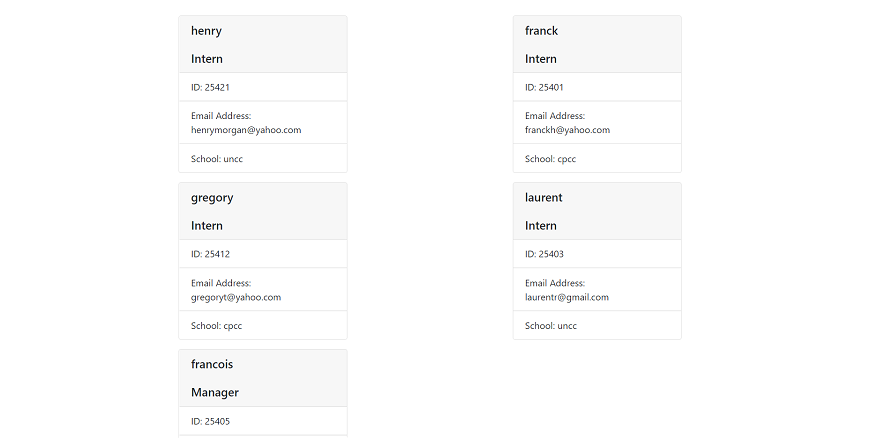 henry
Intern
ID: 25421
Email Address:
henrymorgan@yahoo.com
School: uncc
franck
Intern
ID: 25401
Email Address:
franckh@yahoo.com
School: cpcc
gregory
Intern
ID: 25412
Email Address:
gregoryt@yahoo.com
School: cpcc
laurent
Intern
ID: 25403
Email Address:
laurentr@gmail.com
School: uncc
francois
Manager
ID: 25405